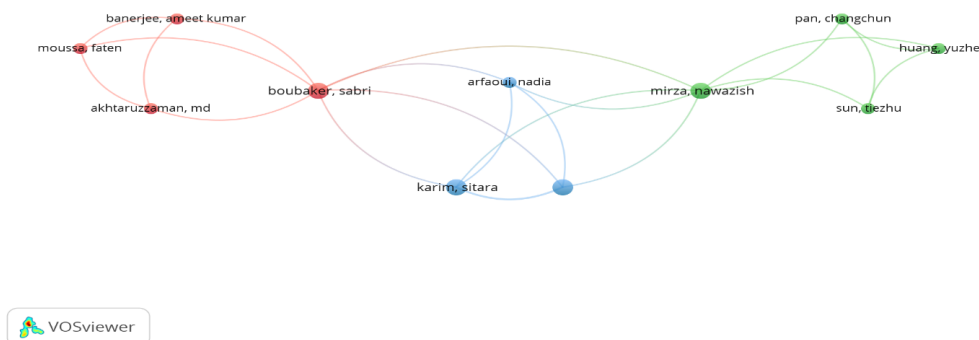 banerjee, ameet kumar
pan, changchun
moussa, faten
huang, yuzhe
arfaoui, nadia
boubaker, sabri
mirza, nawazish
akhtaruzzaman, md
sun, tiezhu
karim, sitara
VOSviewer